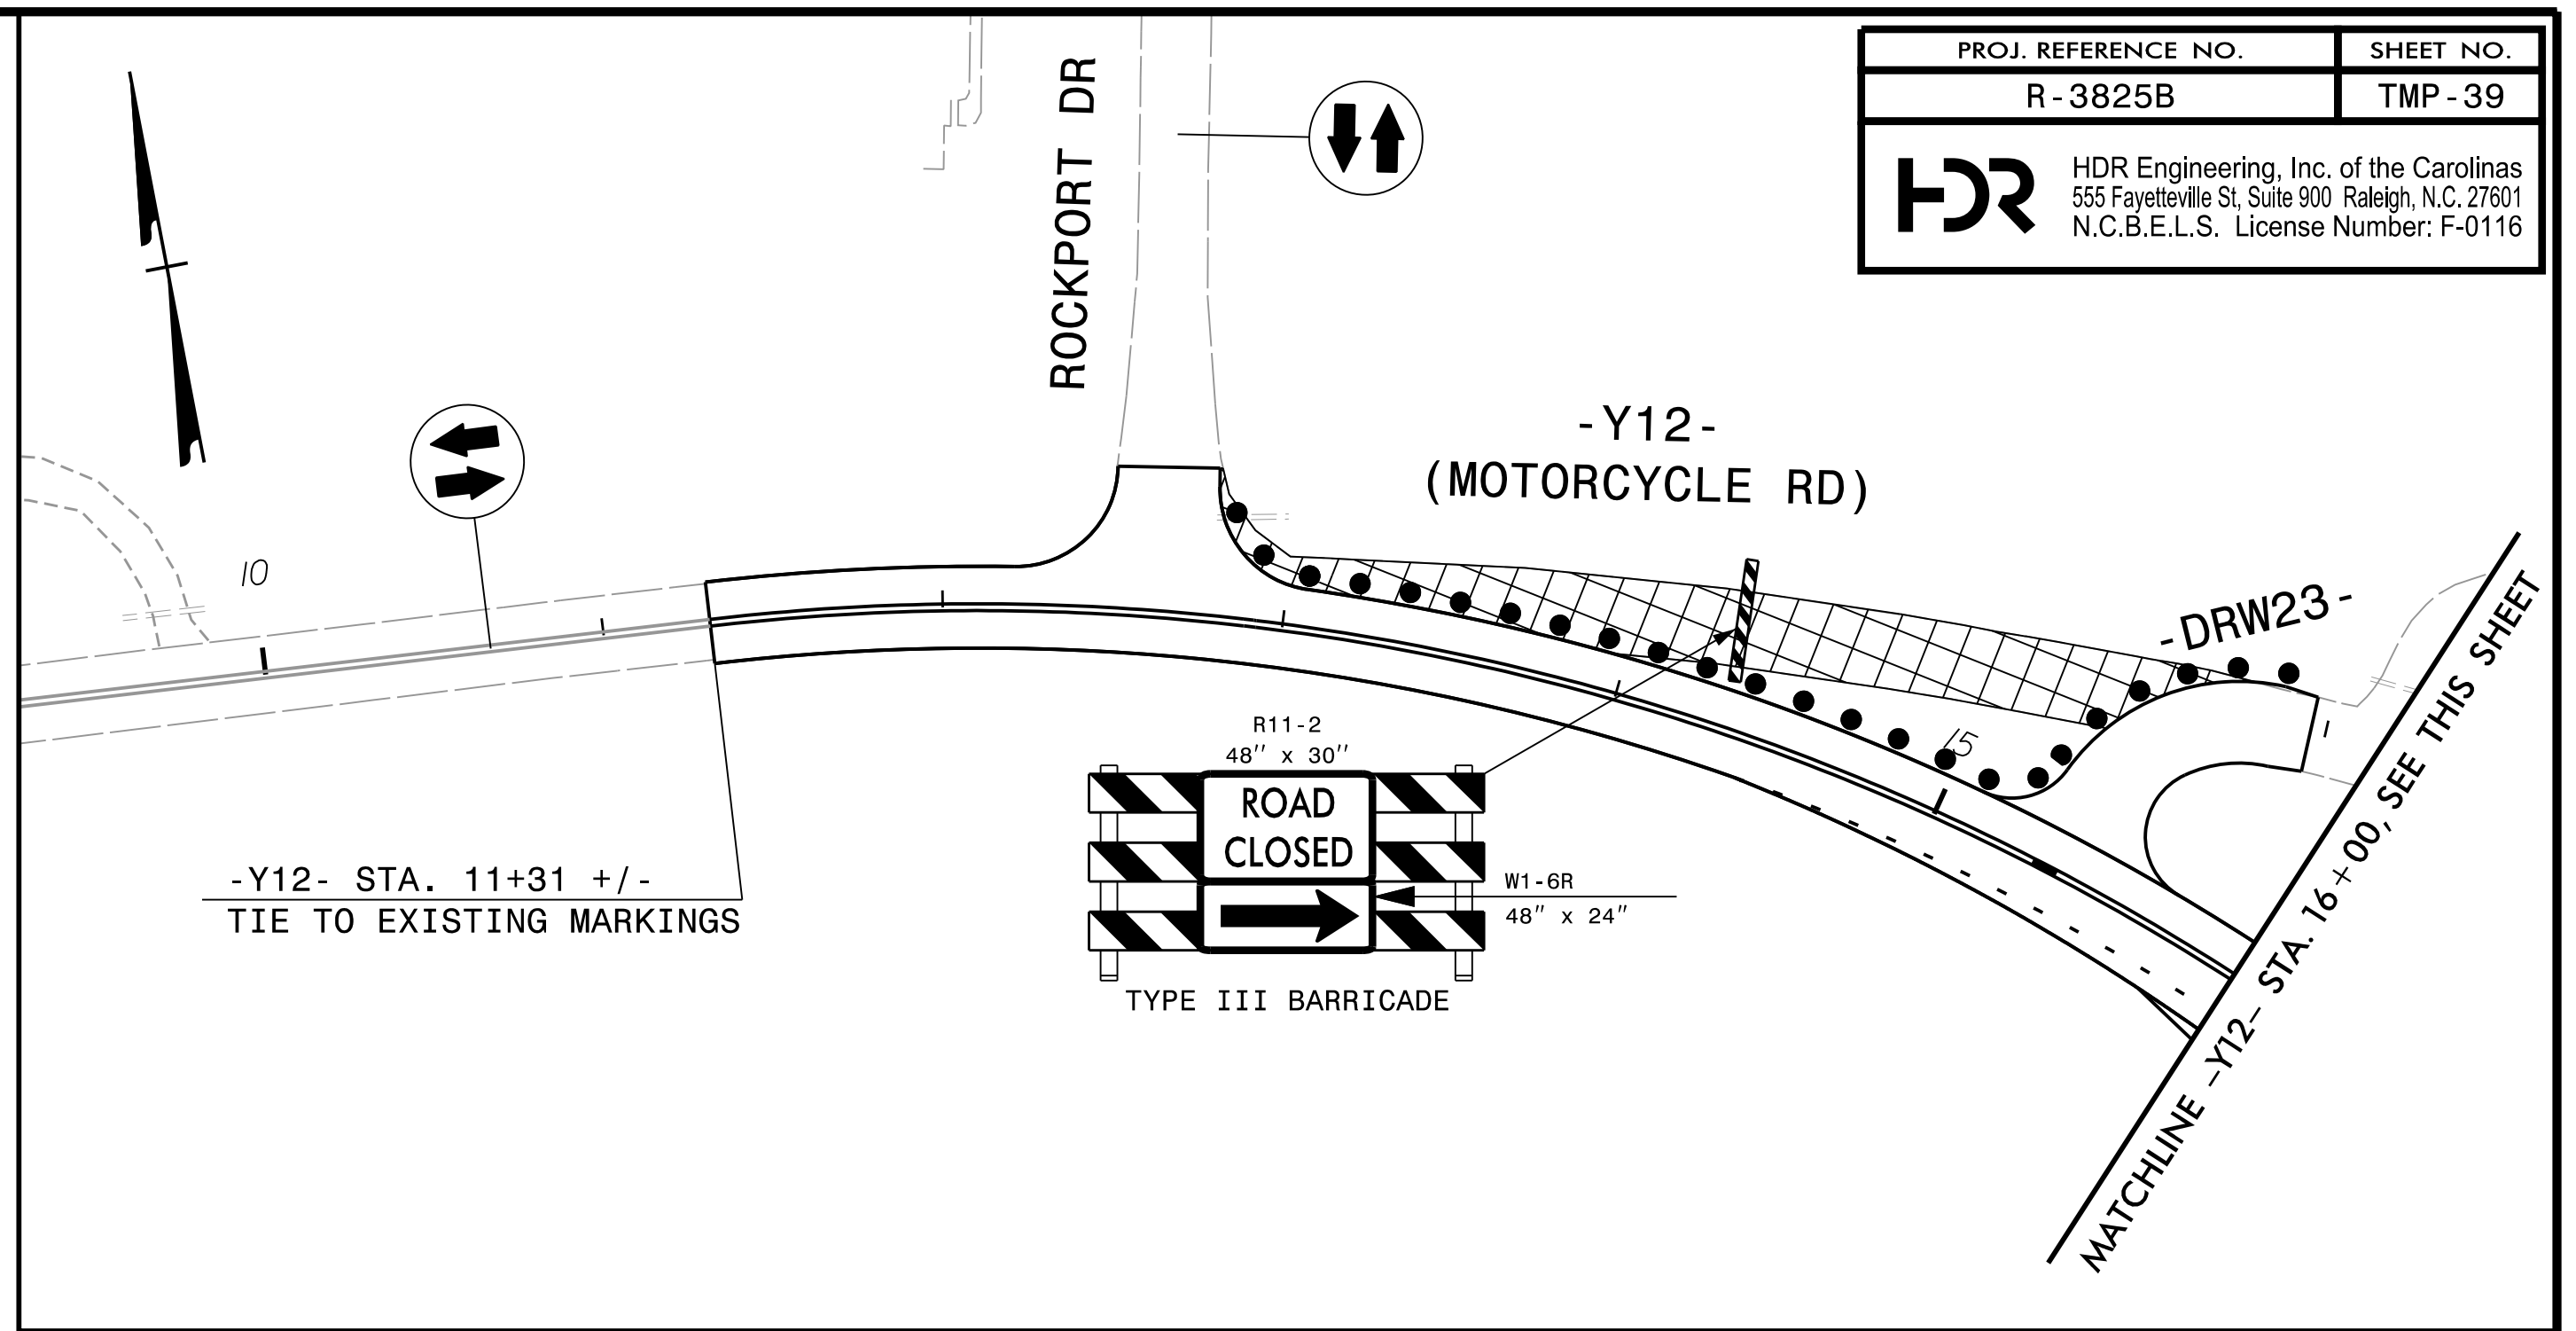 PROJ. REFERENCE NO.
SHEET NO.
R-3825B
TMP-39
HDR
HDR Engineering, Inc. of the Carolinas
555 Fayetteville St, Suite 900 Raleigh, N.C. 27601
N.C.B.E.L.S. License Number: F-0116
ROCKPORT DR
-Y12-
(MOTORCYCLE RD)
10
-DRW23-
15
R11-2
48" x 30"
ROAD
CLOSED
W1-6R
48" x 24"
TYPE III BARRICADE
-Y12- STA. 11+31 +/-
TIE TO EXISTING MARKINGS
MATCHLINE -Y12- STA. 16+00, SEE THIS SHEET